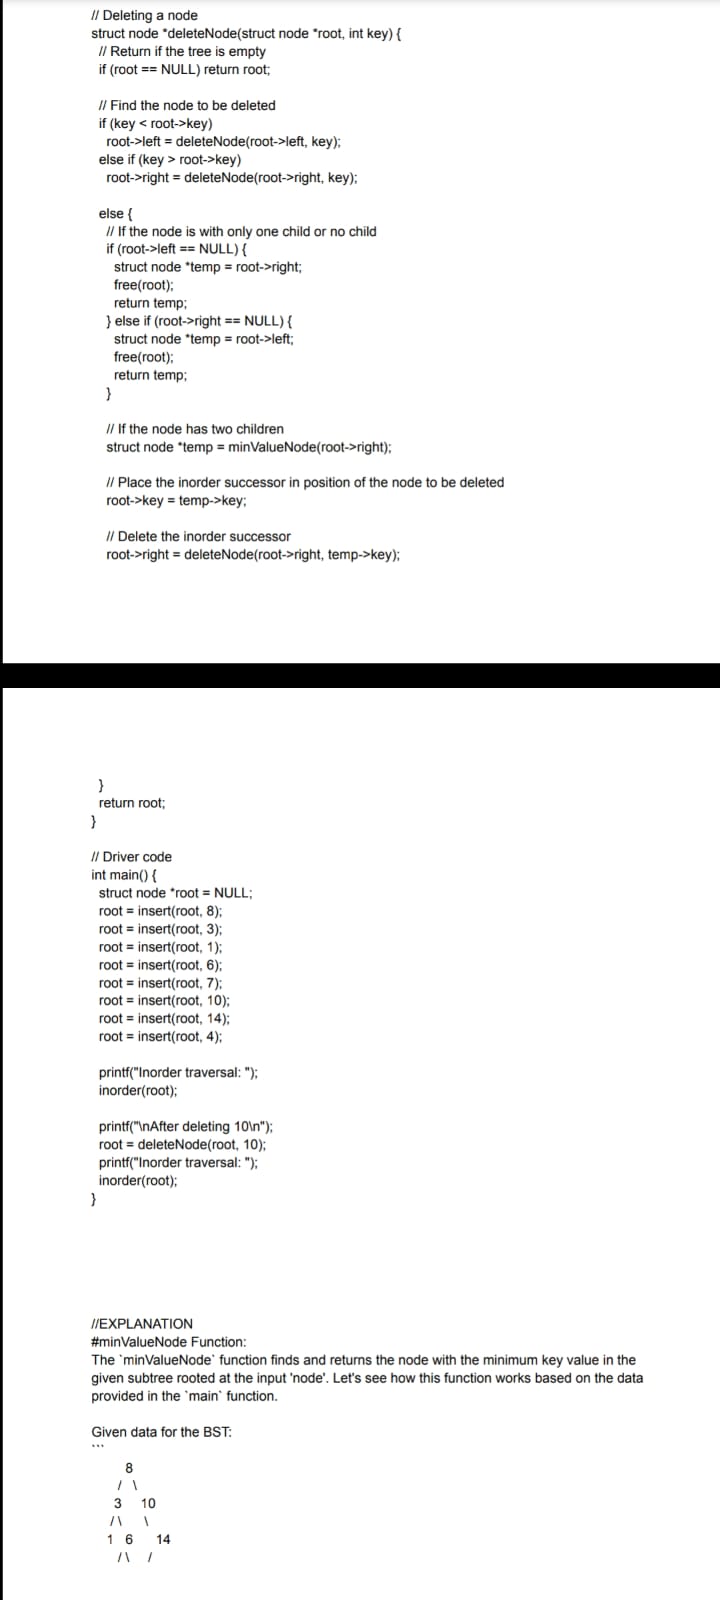 // Deleting a node
struct node *deleteNode(struct node *root, int key) {
// Return if the tree is empty
if (root == NULL) return root;
// Find the node to be deleted
if (key < root->key)
root->left = deleteNode(root->left, key);
else if (key > root->key)
root->right = deleteNode(root->right, key);
else {
// If the node is with only one child or no child
if (root->left == NULL) {
struct node *temp = root->right;
free(root);
return temp;
} else if (root->right == NULL) {
struct node *temp = root->left;
free(root);
return temp;
}
// If the node has two children
struct node *temp = minValueNode(root->right);
// Place the inorder successor in position of the node to be deleted
root->key = temp->key;
// Delete the inorder successor
root->right = deleteNode(root->right, temp->key);
}
return root;
}
// Driver code
int main() {
struct node *root = NULL;
root = insert(root, 8);
root = insert(root, 3);
root = insert(root, 1);
root = insert(root, 6);
root = insert(root, 7);
root = insert(root, 10);
root = insert(root, 14);
root = insert(root, 4);
printf("Inorder traversal: ");
inorder(root);
printf("\nAfter deleting 10\n");
root = deleteNode(root, 10);
printf("Inorder traversal: ");
inorder(root);
}
//EXPLANATION
#minValueNode Function:
The `minValueNode` function finds and returns the node with the minimum key value in the
given subtree rooted at the input 'node'. Let's see how this function works based on the data
provided in the `main` function.
Given data for the BST:
```
8
/ \
3 10
/\ \
1 6 14
/\ /